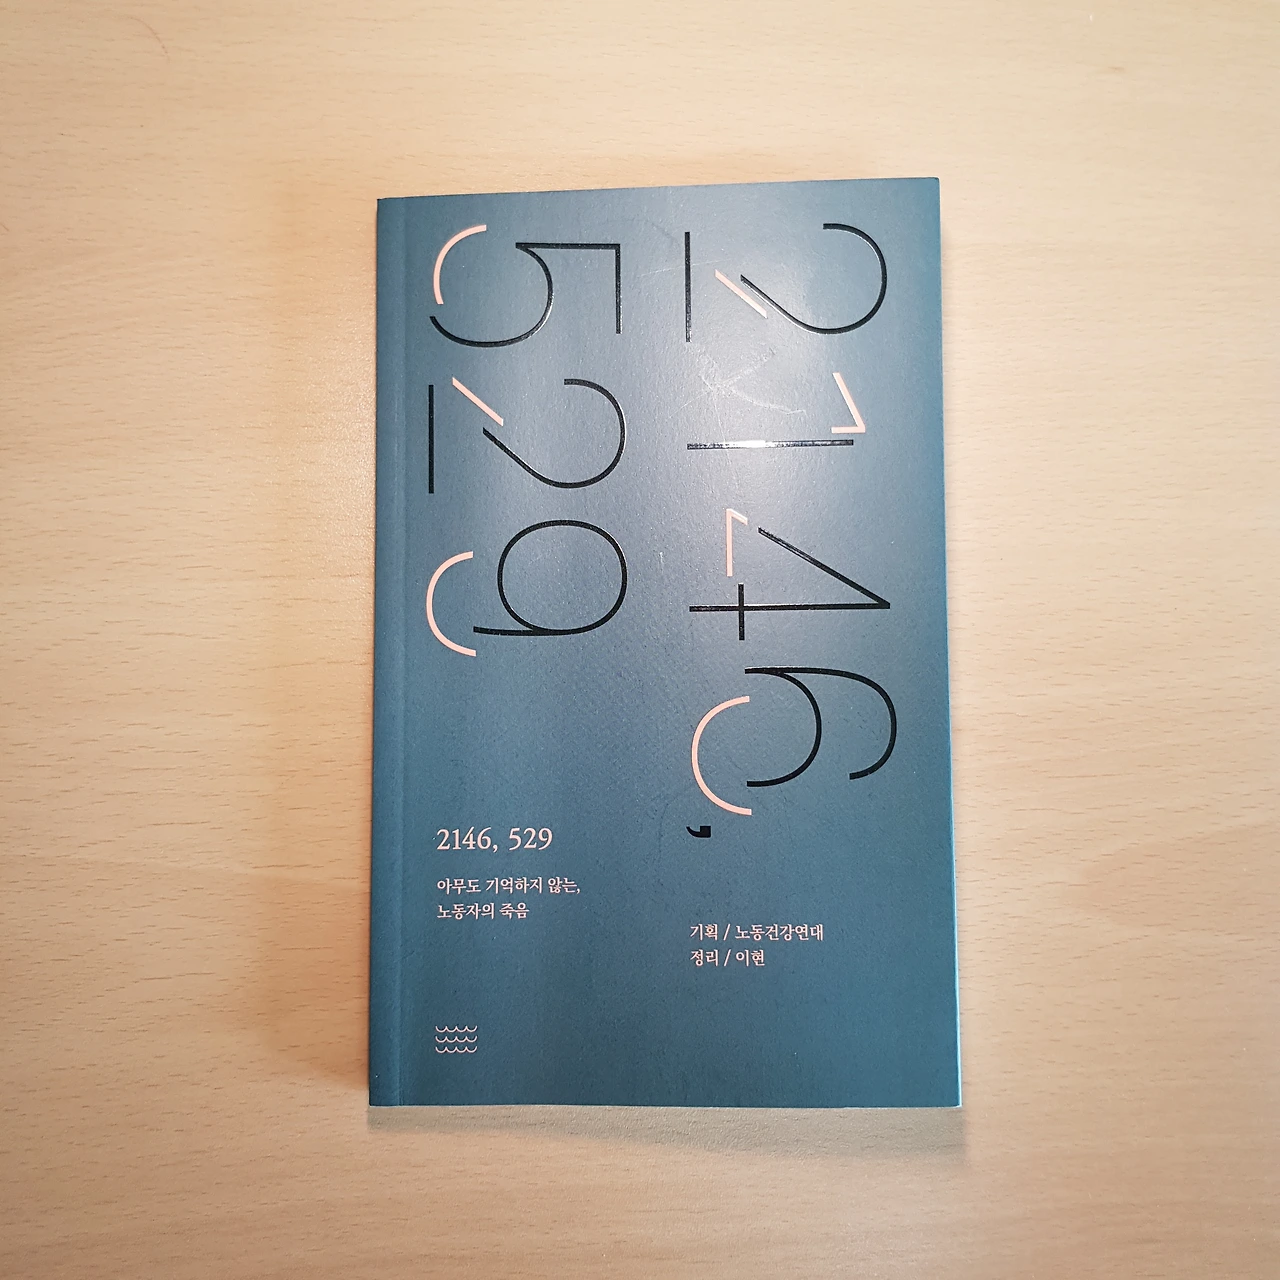 2146,
529
2146, 529
아무도 기억하지 않는,
노동자의 죽음
기획 / 노동건강연대
정리 / 이현